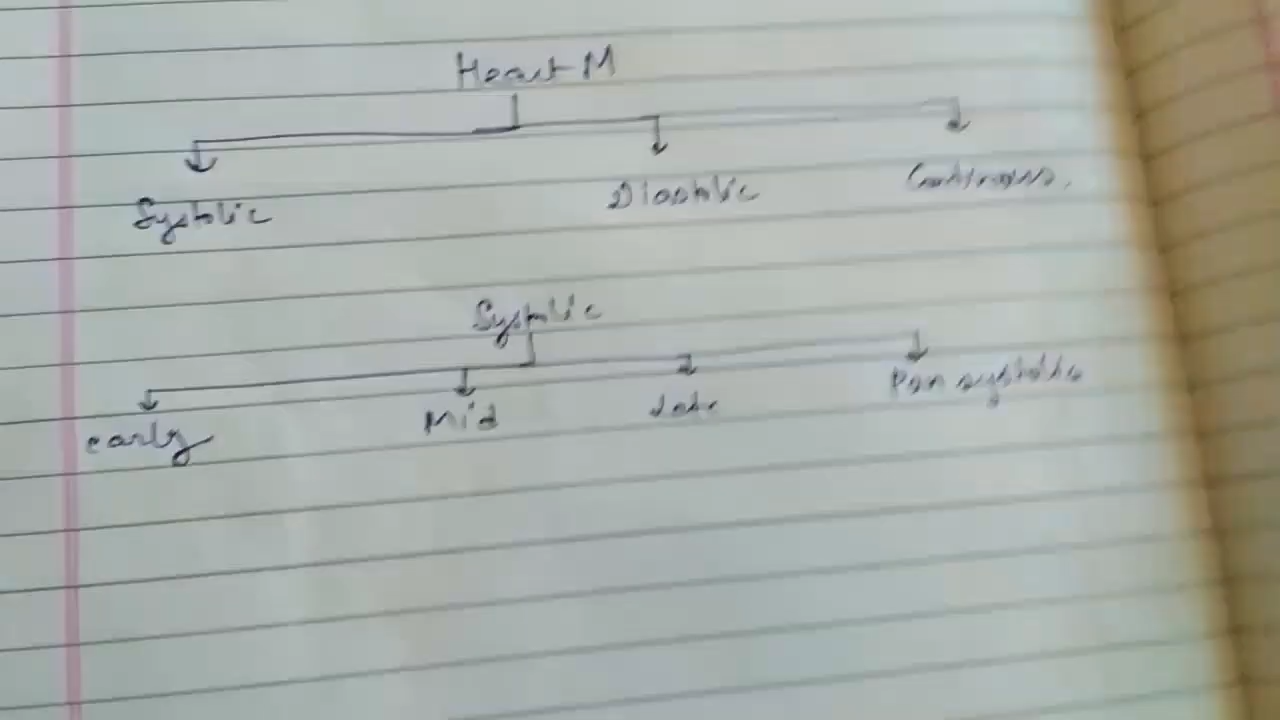 Heart M
Systolic Diastolic Continuous.
Systolic
early Mid Late Pan systolic